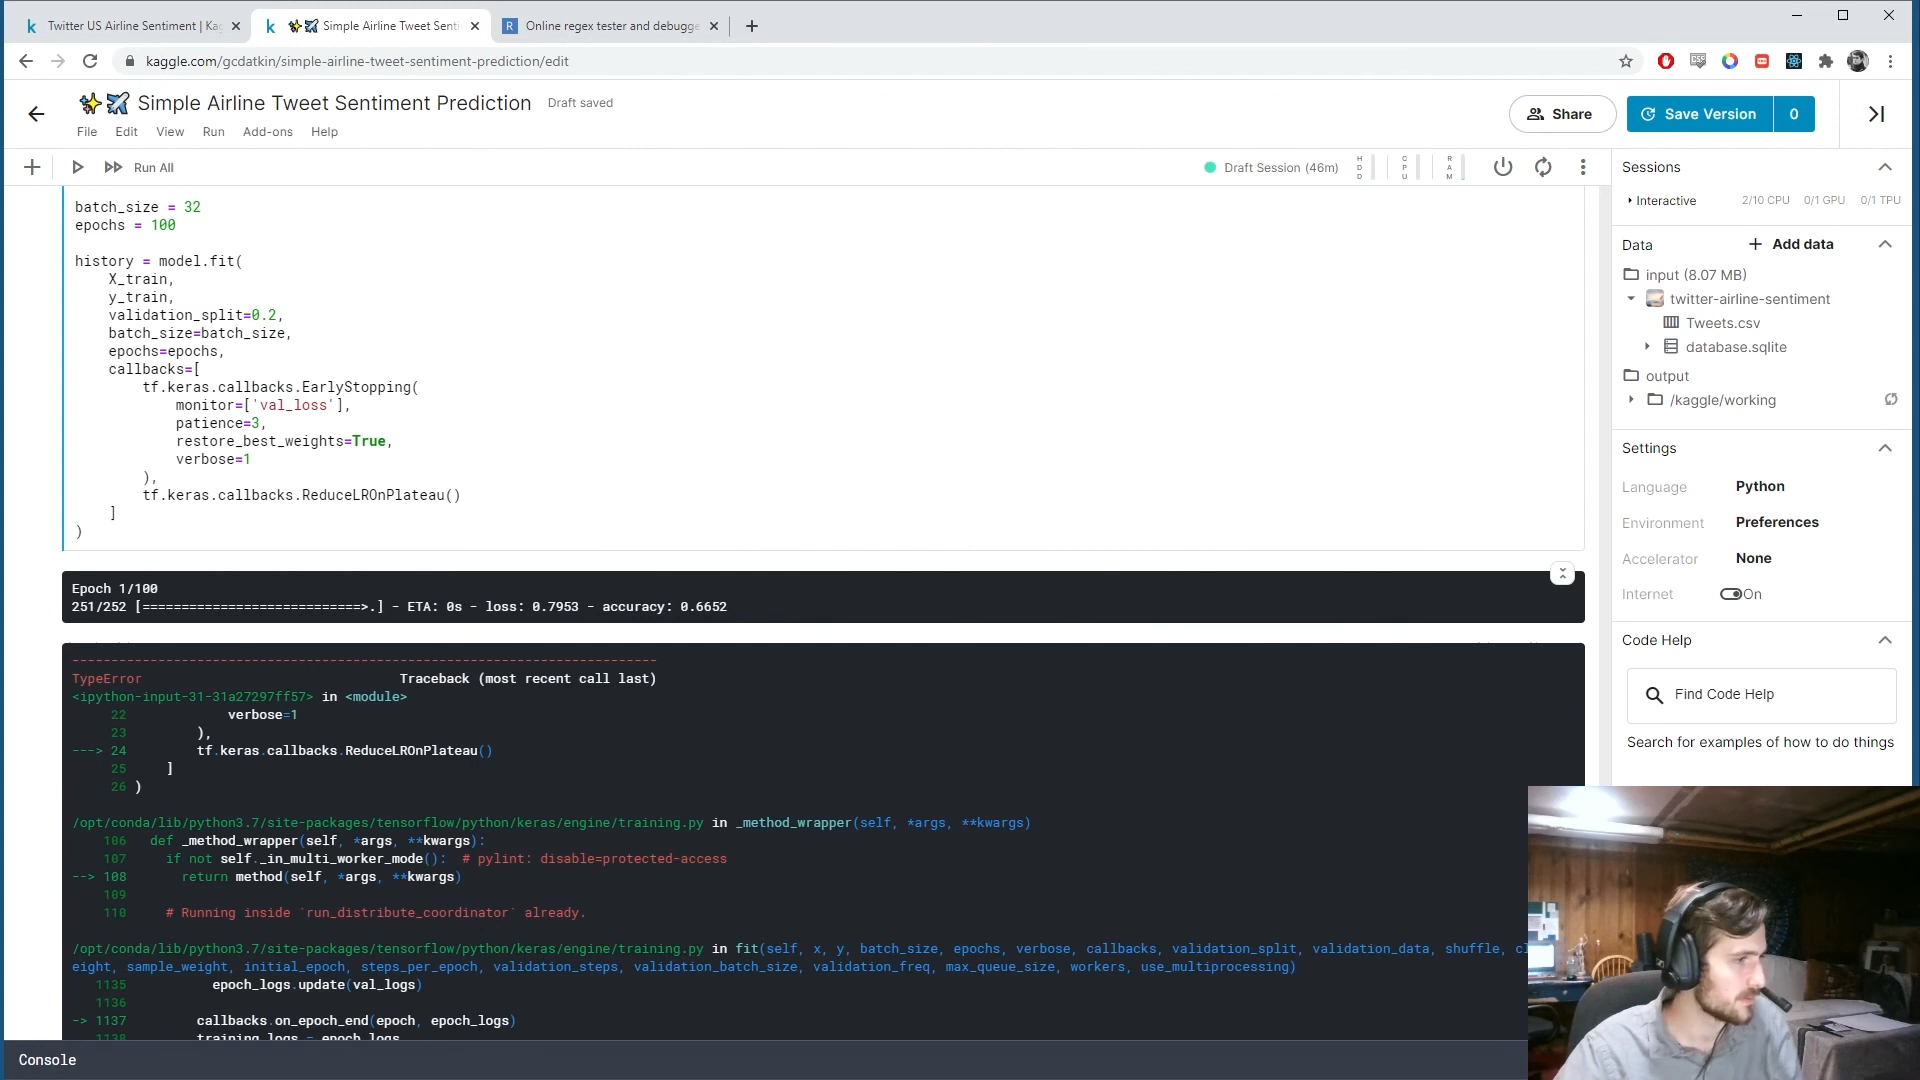 Twitter US Airline Sentiment | Kag
Simple Airline Tweet Senti
Online regex tester and debugge
kaggle.com/gcdatkin/simple-airline-tweet-sentiment-prediction/edit
Simple Airline Tweet Sentiment Prediction
Draft saved
File Edit View Run Add-ons Help
Share
Save Version 0
Run All
Draft Session (46m)
HDD
CPU
RAM
batch_size = 32
epochs = 100
history = model.fit(
    X_train,
    y_train,
    validation_split=0.2,
    batch_size=batch_size,
    epochs=epochs,
    callbacks=[
        tf.keras.callbacks.EarlyStopping(
            monitor=['val_loss'],
            patience=3,
            restore_best_weights=True,
            verbose=1
        ),
        tf.keras.callbacks.ReduceLROnPlateau()
    ]
)
Epoch 1/100
251/252 [============================>.] - ETA: 0s - loss: 0.7953 - accuracy: 0.6652
---------------------------------------------------------------------------
TypeError                                 Traceback (most recent call last)
<ipython-input-31-31a27297ff57> in <module>
     22             verbose=1
     23         ),
---> 24         tf.keras.callbacks.ReduceLROnPlateau()
     25     ]
     26 )
/opt/conda/lib/python3.7/site-packages/tensorflow/python/keras/engine/training.py in _method_wrapper(self, *args, **kwargs)
    106   def _method_wrapper(self, *args, **kwargs):
    107     if not self._in_multi_worker_mode():  # pylint: disable=protected-access
--> 108       return method(self, *args, **kwargs)
    109
    110     # Running inside `run_distribute_coordinator` already.
/opt/conda/lib/python3.7/site-packages/tensorflow/python/keras/engine/training.py in fit(self, x, y, batch_size, epochs, verbose, callbacks, validation_split, validation_data, shuffle, cl
eight, sample_weight, initial_epoch, steps_per_epoch, validation_steps, validation_batch_size, validation_freq, max_queue_size, workers, use_multiprocessing)
   1135           epoch_logs.update(val_logs)
   1136
-> 1137         callbacks.on_epoch_end(epoch, epoch_logs)
   1138         training_logs = epoch_logs
Console
Sessions
Interactive 2/10 CPU 0/1 GPU 0/1 TPU
Data + Add data
input (8.07 MB)
twitter-airline-sentiment
Tweets.csv
database.sqlite
output
/kaggle/working
Settings
Language Python
Environment Preferences
Accelerator None
Internet On
Code Help
Find Code Help
Search for examples of how to do things